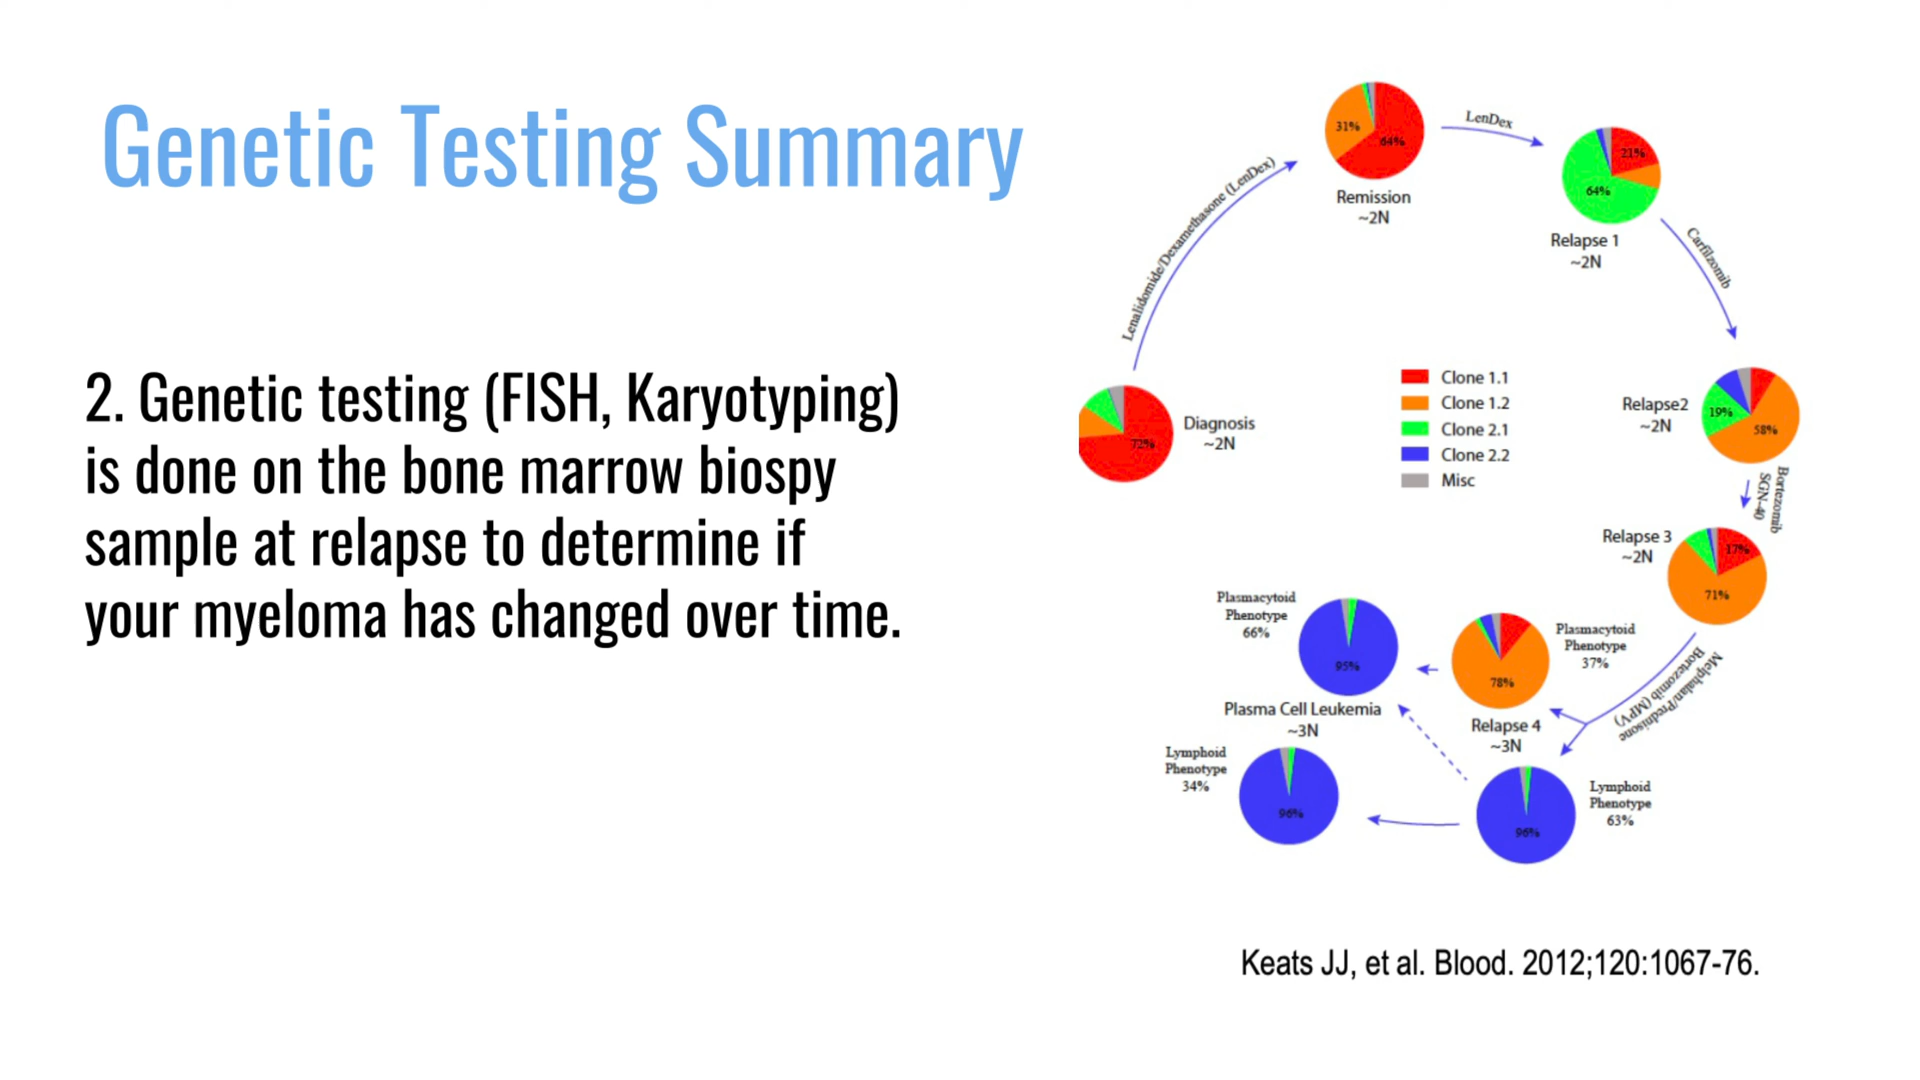 Genetic Testing Summary
2. Genetic testing (FISH, Karyotyping)
is done on the bone marrow biospy
sample at relapse to determine if
your myeloma has changed over time.
Lenalidomide/Dexamethasone (LenDex)
31%
64%
Remission
~2N
LenDex
21%
64%
Relapse 1
~2N
Carfilzomib
72%
Diagnosis
~2N
Clone 1.1
Clone 1.2
Clone 2.1
Clone 2.2
Misc
Relapse2
~2N
19%
58%
Bortezomib
SGN-40
Relapse 3
~2N
17%
71%
Melphalan/Prednisone
Bortezomib (MPV)
Plasmacytoid
Phenotype
66%
95%
78%
Plasmacytoid
Phenotype
37%
Plasma Cell Leukemia
~3N
Relapse 4
~3N
Lymphoid
Phenotype
34%
96%
96%
Lymphoid
Phenotype
63%
Keats JJ, et al. Blood. 2012;120:1067-76.